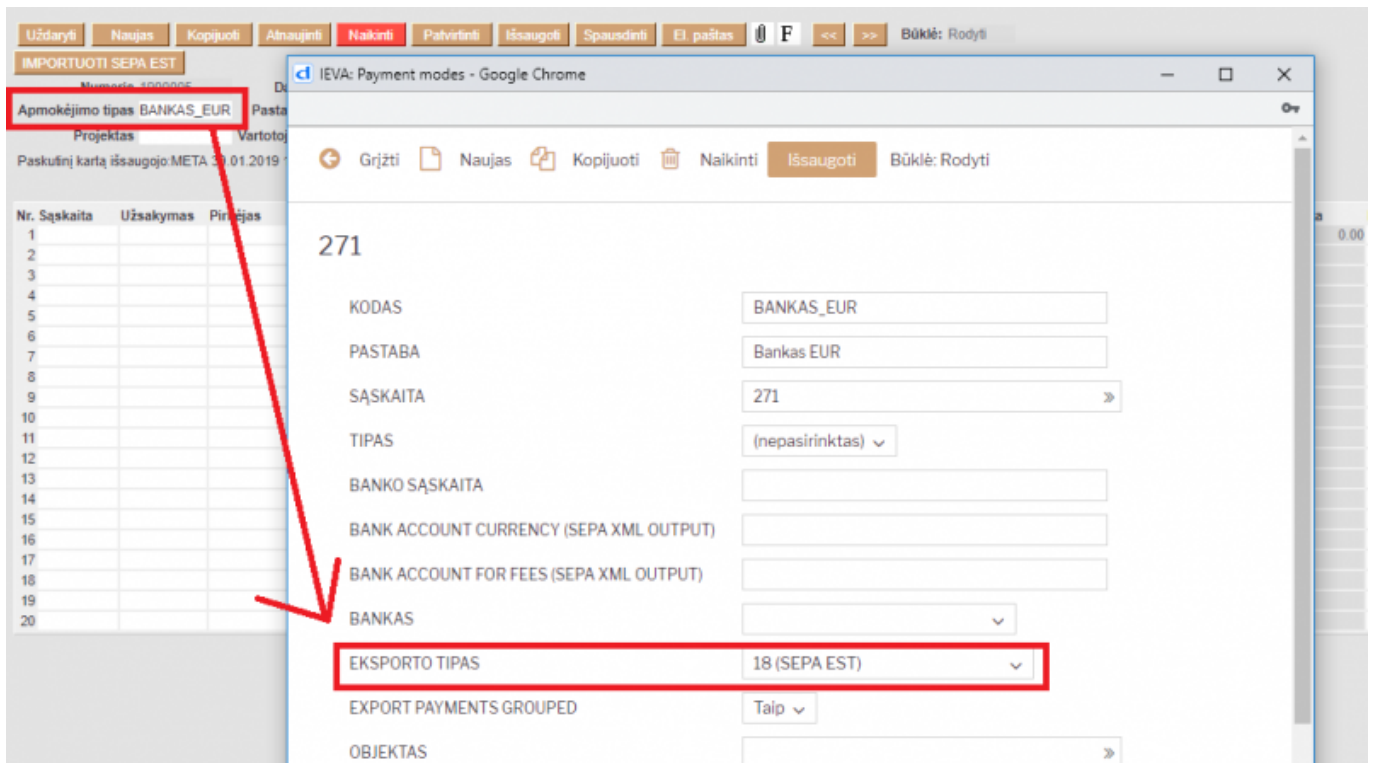 Uždaryti Naujas Kopijuoti Atnaujinti Naikinti Patvirtinti Išsaugoti Spausdinti El. paštas F << >> Būklė: Rodyti
IMPORTUOTI SEPA EST
Numeris 1900005
Apmokėjimo tipas BANKAS_EUR Pasta
Projektas Vartotoj
Paskutinį kartą išsaugojo:META
Nr. Sąskaita Užsakymas a
1 0.00
2
3
4
5
6
7
8
9
10
11
12
13
14
15
16
17
18
19
20
IEVA: Payment modes - Google Chrome
Grįžti Naujas Kopijuoti Naikinti Išsaugoti Būklė: Rodyti
271
KODAS BANKAS_EUR
PASTABA Bankas EUR
SĄSKAITA 271 »
TIPAS (nepasirinktas)
BANKO SĄSKAITA
BANK ACCOUNT CURRENCY (SEPA XML OUTPUT)
BANK ACCOUNT FOR FEES (SEPA XML OUTPUT)
BANKAS
EKSPORTO TIPAS 18 (SEPA EST)
EXPORT PAYMENTS GROUPED Taip
OBJEKTAS »